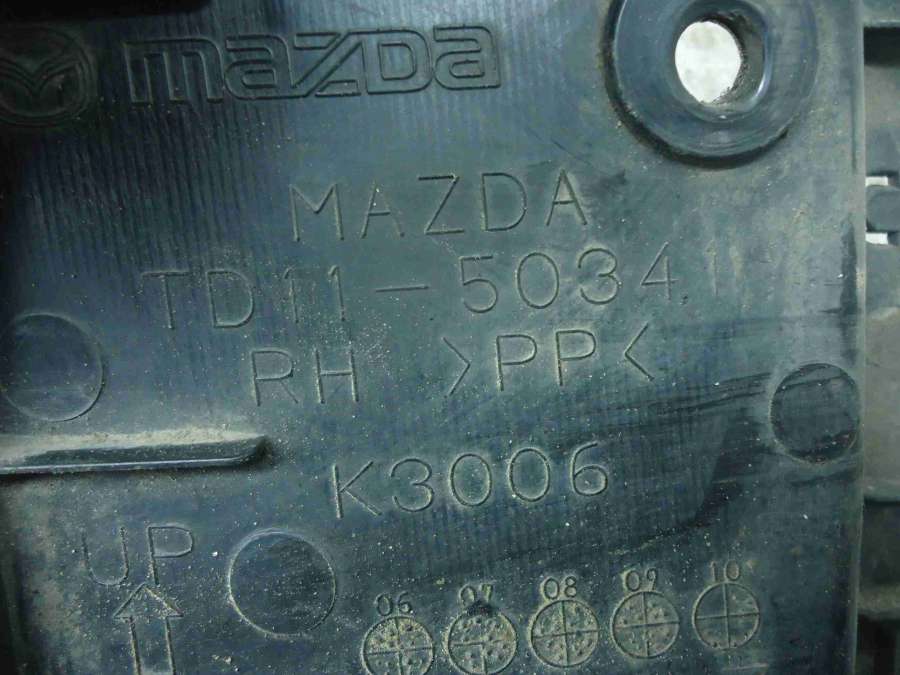 mazda
MAZDA
TD11-50341
RH >PP<
K3006
UP
06 07 08 09 10